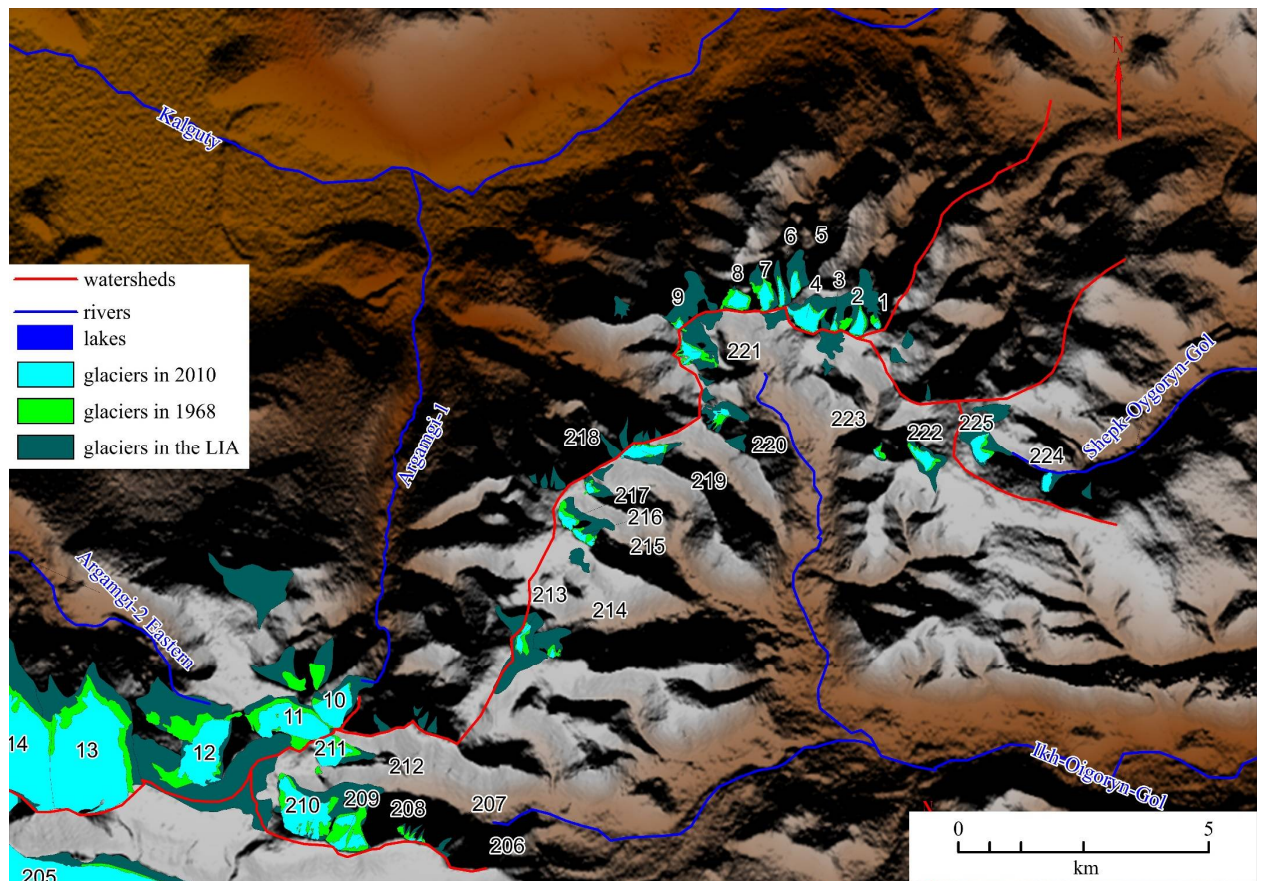 N
Kalguty
6
5
8
7
3
4
9
2
1
watersheds
rivers
lakes
glaciers in 2010
glaciers in 1968
glaciers in the LIA
221
Shepk-Oygoryn-Gol
223
Argamgi-1
218
220
222
225
224
219
217
216
215
Argamgi-2 Eastern
213
214
10
11
14
13
12
211
212
210
209
208
207
206
205
Ikh-Oigoryn-Gol
0 5
km